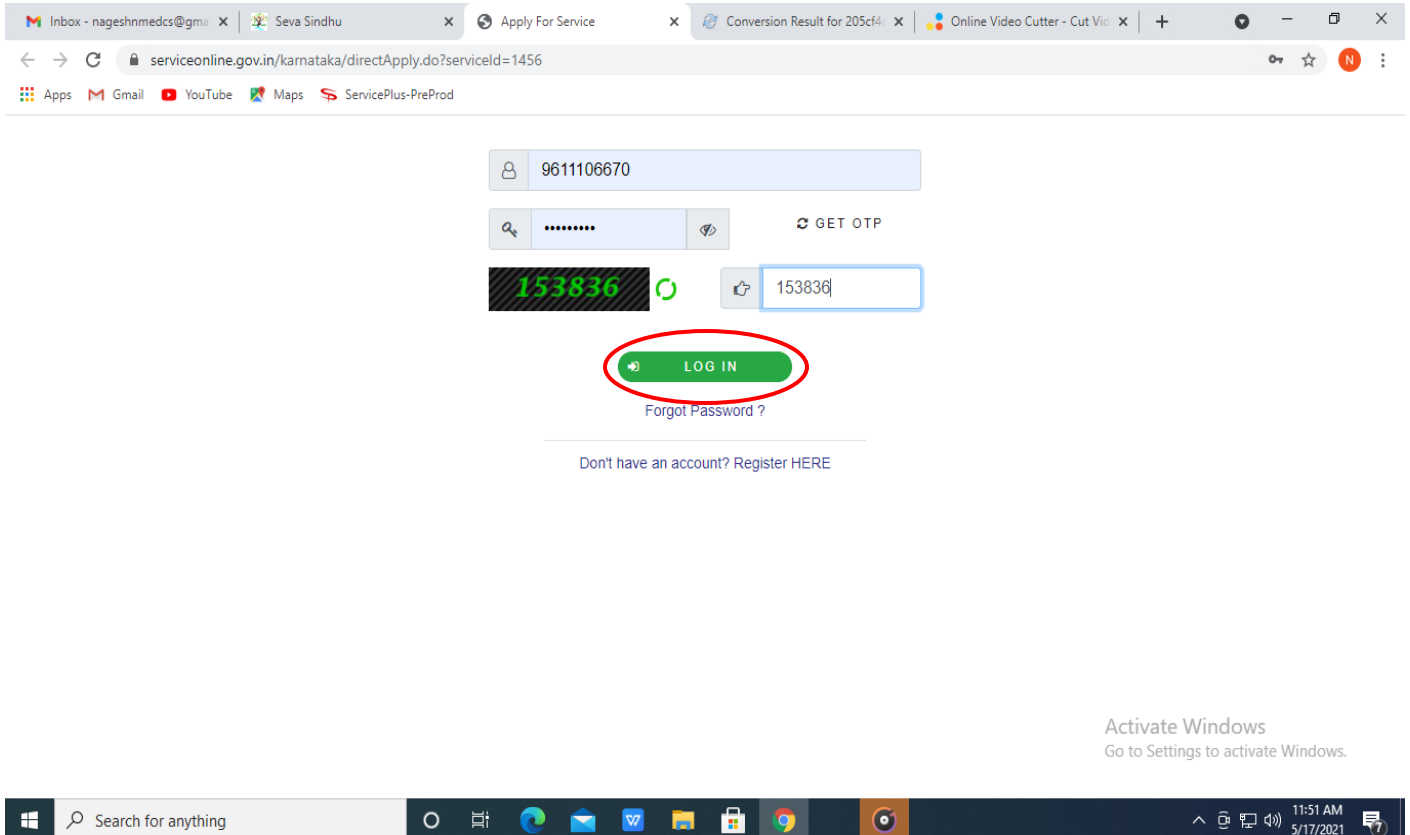 Inbox - nageshnmedcs@gma
Seva Sindhu
Apply For Service
Conversion Result for 205cf4
Online Video Cutter - Cut Vid
serviceonline.gov.in/karnataka/directApply.do?serviceId=1456
N
Apps
Gmail
YouTube
Maps
ServicePlus-PreProd
9611106670
•••••••••
GET OTP
153836
153836
LOG IN
Forgot Password ?
Don't have an account? Register HERE
Activate Windows
Go to Settings to activate Windows.
Search for anything
W
11:51 AM
5/17/2021
7